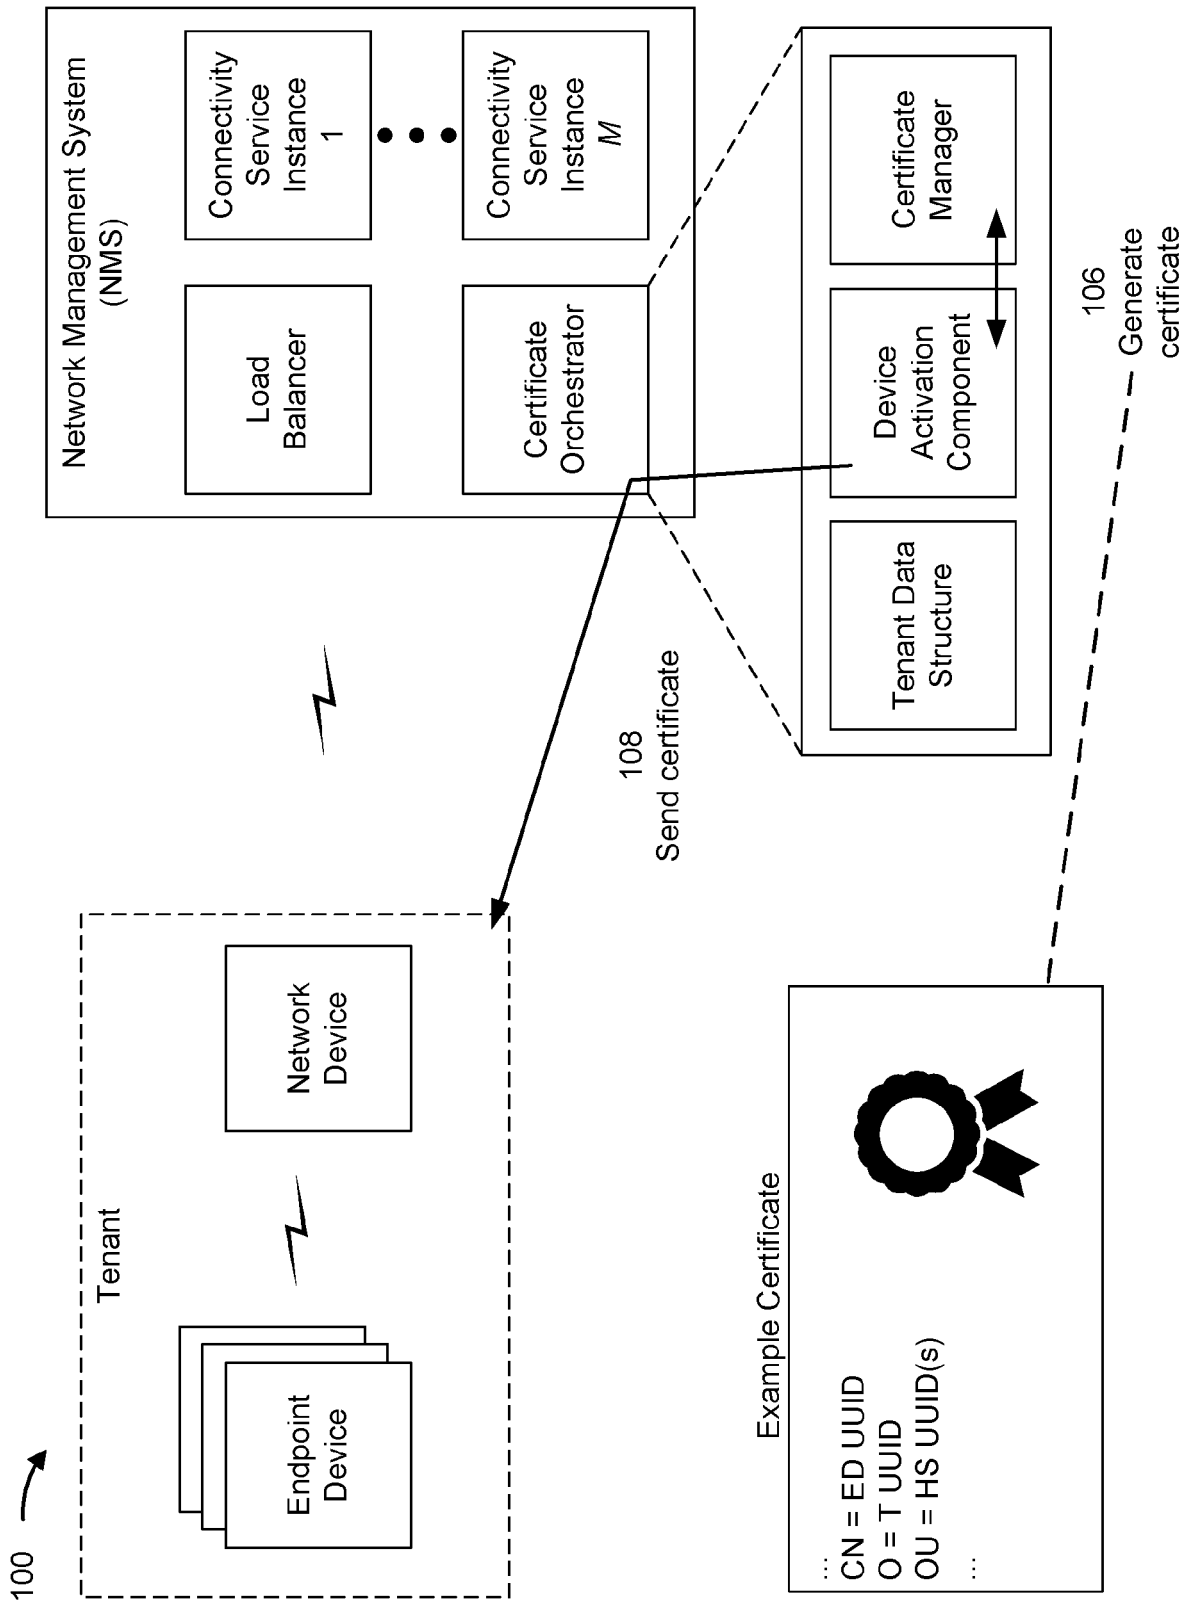 100
Tenant
Endpoint
Device
Network
Device
Network Management System
(NMS)
Load
Balancer
Connectivity
Service
Instance
1
Certificate
Orchestrator
Connectivity
Service
Instance
M
108
Send certificate
Tenant Data
Structure
Device
Activation
Component
Certificate
Manager
106
Generate
certificate
Example Certificate
...
CN = ED UUID
O = T UUID
OU = HS UUID(s)
...